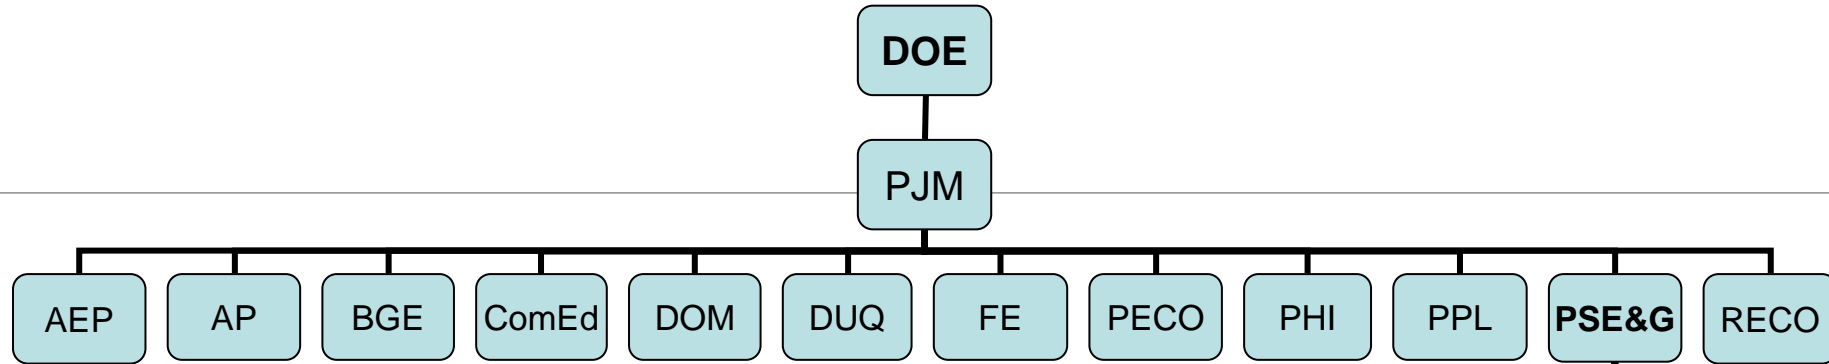 DOE
PJM
AEP
AP
BGE
ComEd
DOM
DUQ
FE
PECO
PHI
PPL
PSE&G
RECO